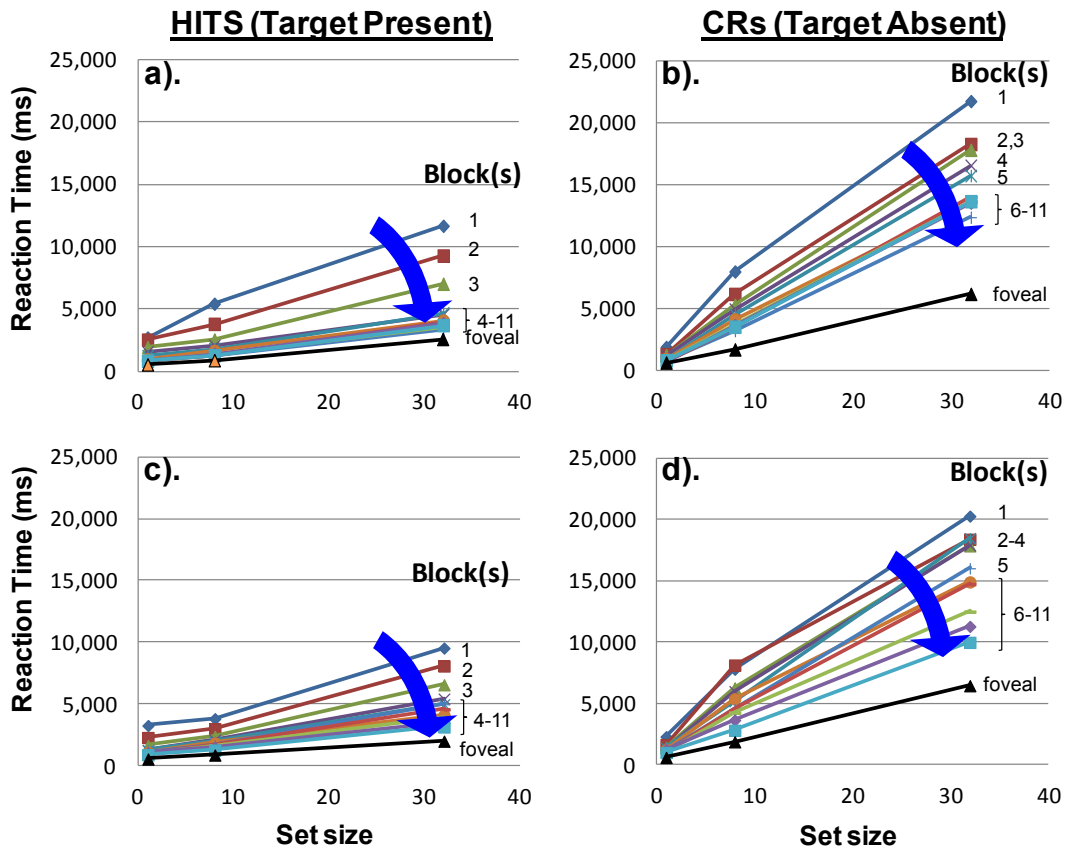 HITS (Target Present)
CRs (Target Absent)
a).
Reaction Time (ms)
25,000
20,000
15,000
10,000
5,000
0
0 10 20 30 40
Block(s)
1
2
3
4-11
foveal
b).
25,000
20,000
15,000
10,000
5,000
0
0 10 20 30 40
Block(s)
1
2,3
4
5
6-11
foveal
c).
Reaction Time (ms)
25,000
20,000
15,000
10,000
5,000
0
0 10 20 30 40
Set size
Block(s)
1
2
3
4-11
foveal
d).
25,000
20,000
15,000
10,000
5,000
0
0 10 20 30 40
Set size
Block(s)
1
2-4
5
6-11
foveal